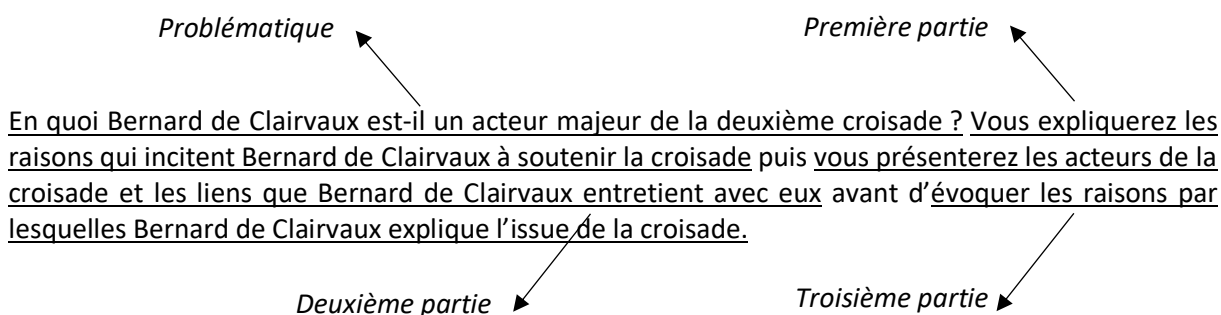 Problématique
Première partie
En quoi Bernard de Clairvaux est-il un acteur majeur de la deuxième croisade ? Vous expliquerez les
raisons qui incitent Bernard de Clairvaux à soutenir la croisade puis vous présenterez les acteurs de la
croisade et les liens que Bernard de Clairvaux entretient avec eux avant d’évoquer les raisons par
lesquelles Bernard de Clairvaux explique l’issue de la croisade.
Deuxième partie
Troisième partie